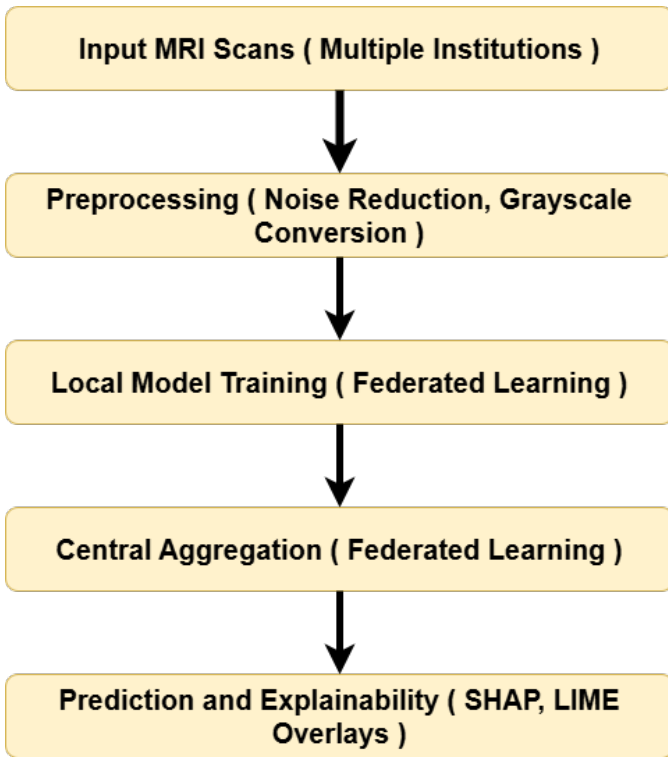 Input MRI Scans ( Multiple Institutions )
Preprocessing ( Noise Reduction, Grayscale
Conversion )
Local Model Training ( Federated Learning )
Central Aggregation ( Federated Learning )
Prediction and Explainability ( SHAP, LIME
Overlays )